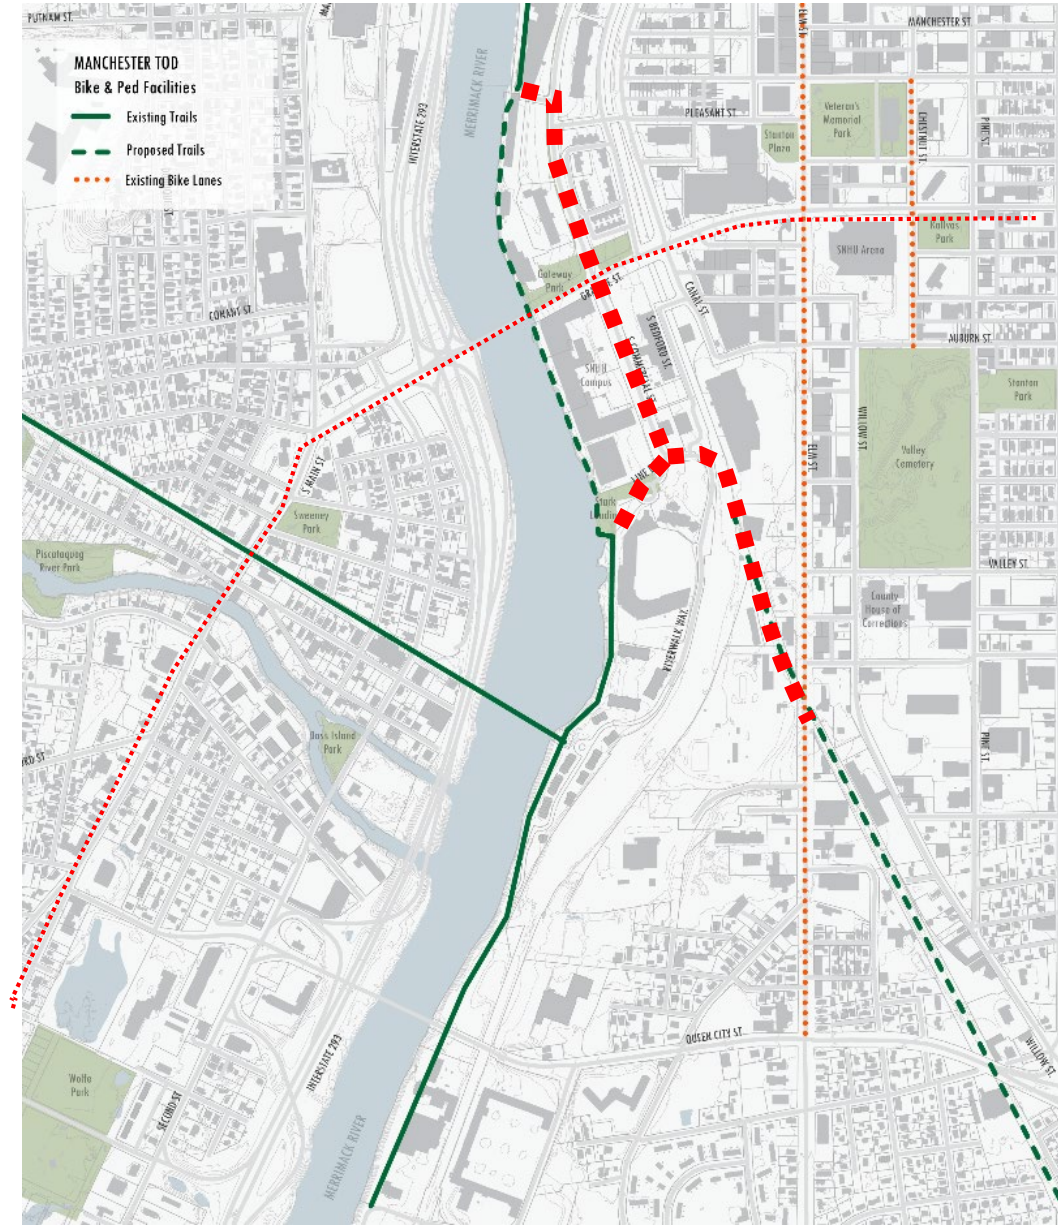 PUTNAM ST.
MANCHESTER TOD
Bike & Ped Facilities
Existing Trails
Proposed Trails
Existing Bike Lanes
INTERSTATE 293
MERRIMACK RIVER
MERRIMACK RIVER
ELM ST.
MANCHESTER ST.
PLEASANT ST.
Stanton
Plaza
Veteran's
Memorial
Park
CHESTNUT ST.
PINE ST.
Kalivas
Park
SNHU Arena
Gateway
Park
CANAL ST
S BEDFORD ST.
S COMMERCIAL ST.
SNHU
Campus
CONANT ST.
AUBURN ST.
Stanton
Park
WILLOW ST.
ELM ST.
Valley
Cemetery
S MAIN ST.
Sweeney
Park
Stark
Landing
LINE
Piscataquog
River Park
VALLEY ST.
County
House of
Corrections
RIVERWALK WAY
Bass Island
Park
PINE ST.
QUEEN CITY ST.
WILLOW ST.
INTERSTATE 293
Wolfe
Park
SECOND ST
MERRIMACK RIVER